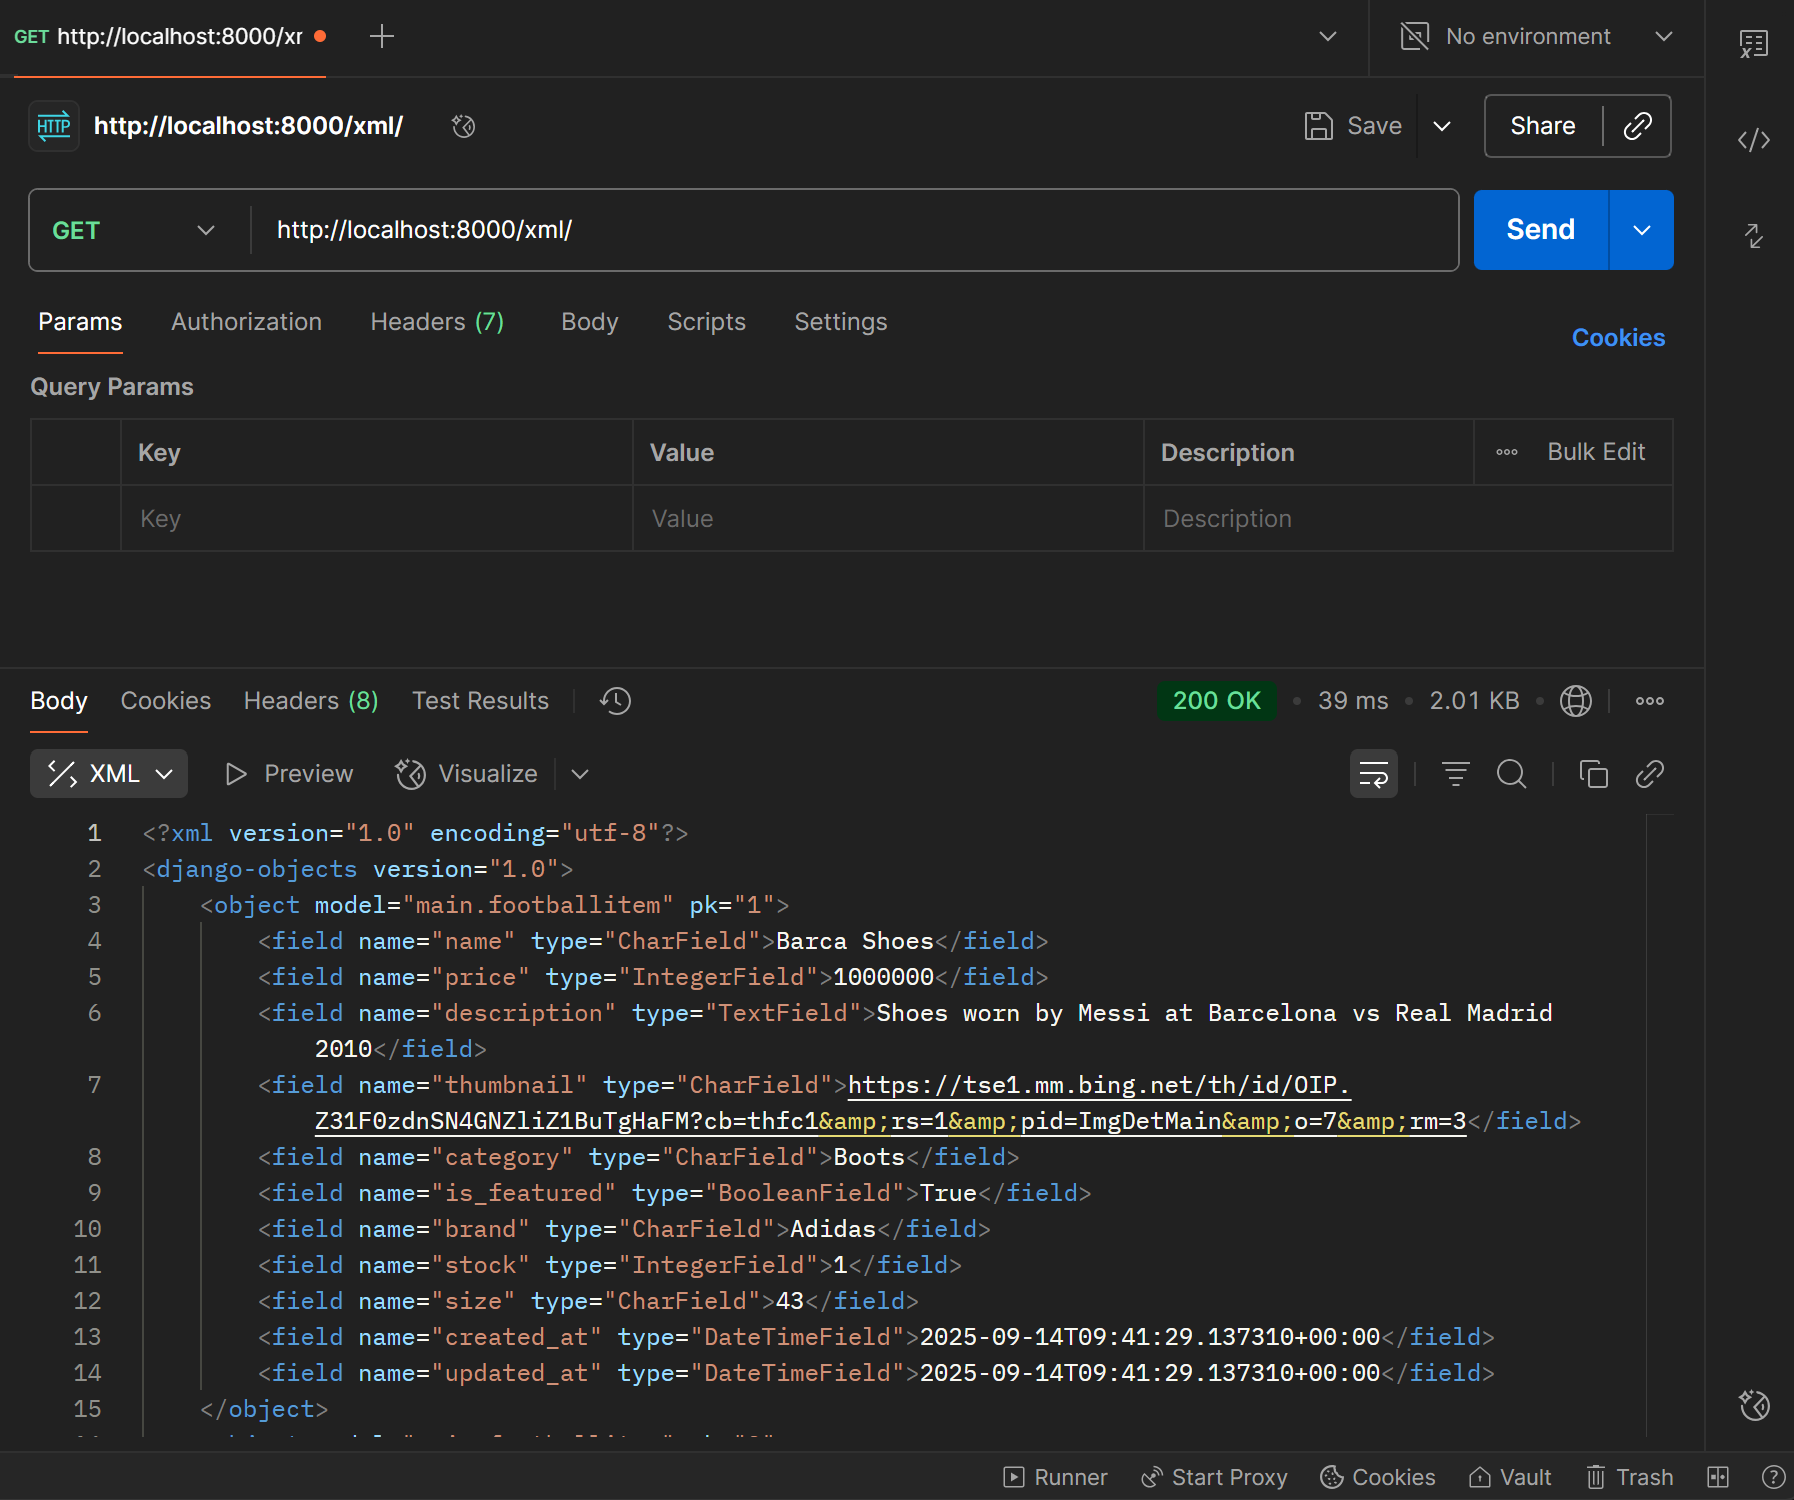 GET http://localhost:8000/xr
No environment
HTTP http://localhost:8000/xml/
Save
Share
GET http://localhost:8000/xml/
Send
Params Authorization Headers (7) Body Scripts Settings
Cookies
Query Params
Key Value Description Bulk Edit
Key Value Description
Body Cookies Headers (8) Test Results
200 OK 39 ms 2.01 KB
XML Preview Visualize
1 <?xml version="1.0" encoding="utf-8"?>
2 <django-objects version="1.0">
3 <object model="main.footballitem" pk="1">
4 <field name="name" type="CharField">Barca Shoes</field>
5 <field name="price" type="IntegerField">1000000</field>
6 <field name="description" type="TextField">Shoes worn by Messi at Barcelona vs Real Madrid
2010</field>
7 <field name="thumbnail" type="CharField">https://tse1.mm.bing.net/th/id/OIP.
Z31F0zdnSN4GNZliZ1BuTgHaFM?cb=thfc1&amp;rs=1&amp;pid=ImgDetMain&amp;o=7&amp;rm=3</field>
8 <field name="category" type="CharField">Boots</field>
9 <field name="is_featured" type="BooleanField">True</field>
10 <field name="brand" type="CharField">Adidas</field>
11 <field name="stock" type="IntegerField">1</field>
12 <field name="size" type="CharField">43</field>
13 <field name="created_at" type="DateTimeField">2025-09-14T09:41:29.137310+00:00</field>
14 <field name="updated_at" type="DateTimeField">2025-09-14T09:41:29.137310+00:00</field>
15 </object>
Runner Start Proxy Cookies Vault Trash